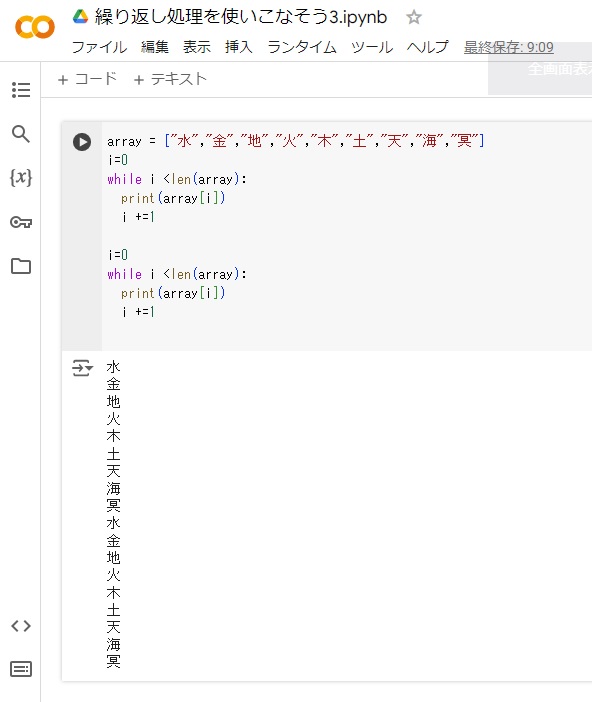 繰り返し処理を使いこなそう3.ipynb
ファイル 編集 表示 挿入 ランタイム ツール ヘルプ 最終保存: 9:09
全画面表示
+ コード + テキスト
{x}
array = ["水","金","地","火","木","土","天","海","冥"]
i=0
while i <len(array):
  print(array[i])
  i +=1
i=0
while i <len(array):
  print(array[i])
  i +=1
水
金
地
火
木
土
天
海
冥
水
金
地
火
木
土
天
海
冥